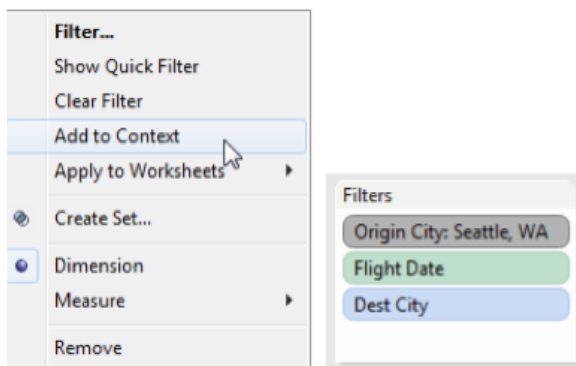 Filter...
Show Quick Filter
Clear Filter
Add to Context
Apply to Worksheets
Create Set...
Dimension
Measure
Remove
Filters
Origin City: Seattle, WA
Flight Date
Dest City